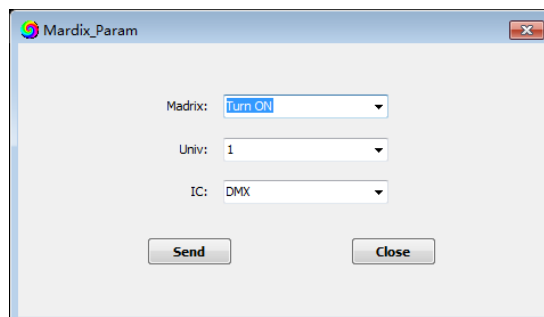 Mardix_Param
Madrix: Turn ON
Univ: 1
IC: DMX
Send Close